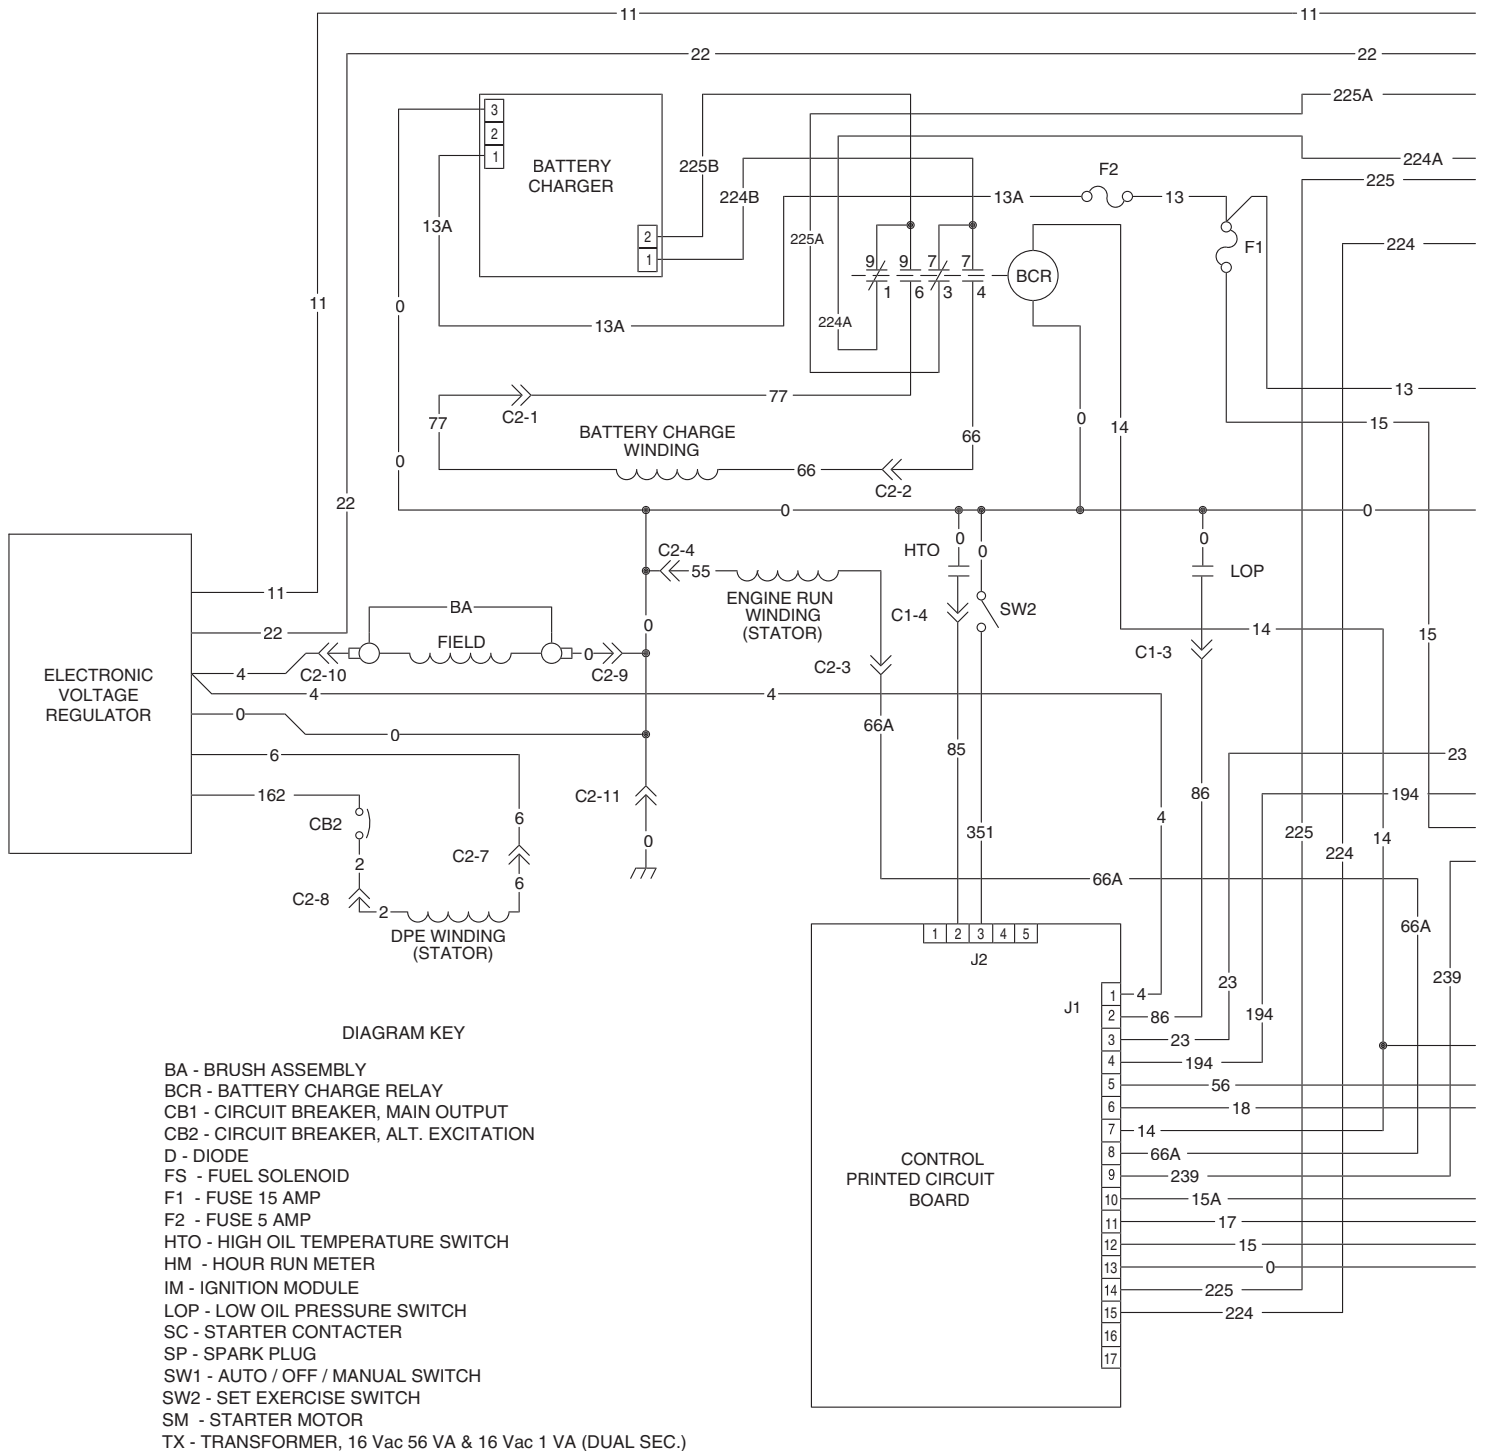 11 11
22 22
225A
3
2
1
BATTERY
CHARGER
225B
224B
2
1
13A
F2
13A 13
224A
225
F1
224
225A
9 9 7 7
1 6 3 4
BCR
11
0
13A
224A
77
C2-1
77
13
15
0
14
BATTERY CHARGE
WINDING
66
66
C2-2
0
22
0 0
C2-4
55
HTO
0 0
0
LOP
ENGINE RUN
WINDING
(STATOR)
C1-4
SW2
11
22
BA
FIELD
0
C2-10
0
C2-9
4
4 4
C2-3
14
C1-3
15
ELECTRONIC
VOLTAGE
REGULATOR
0
0
66A
85
6
23
162
CB2
C2-11
86
194
6
4
351
225
14
224
C2-7
0
2
6
66A
C2-8
2
DPE WINDING
(STATOR)
66A
1 2 3 4 5
J2
239
23
194
J1
1 4
2 86
3 23
4 194
5 56
6 18
7 14
8 66A
9 239
10 15A
11 17
12 15
13 0
14 225
15 224
16
17
CONTROL
PRINTED CIRCUIT
BOARD
DIAGRAM KEY
BA - BRUSH ASSEMBLY
BCR - BATTERY CHARGE RELAY
CB1 - CIRCUIT BREAKER, MAIN OUTPUT
CB2 - CIRCUIT BREAKER, ALT. EXCITATION
D - DIODE
FS - FUEL SOLENOID
F1 - FUSE 15 AMP
F2 - FUSE 5 AMP
HTO - HIGH OIL TEMPERATURE SWITCH
HM - HOUR RUN METER
IM - IGNITION MODULE
LOP - LOW OIL PRESSURE SWITCH
SC - STARTER CONTACTER
SP - SPARK PLUG
SW1 - AUTO / OFF / MANUAL SWITCH
SW2 - SET EXERCISE SWITCH
SM - STARTER MOTOR
TX - TRANSFORMER, 16 Vac 56 VA & 16 Vac 1 VA (DUAL SEC.)